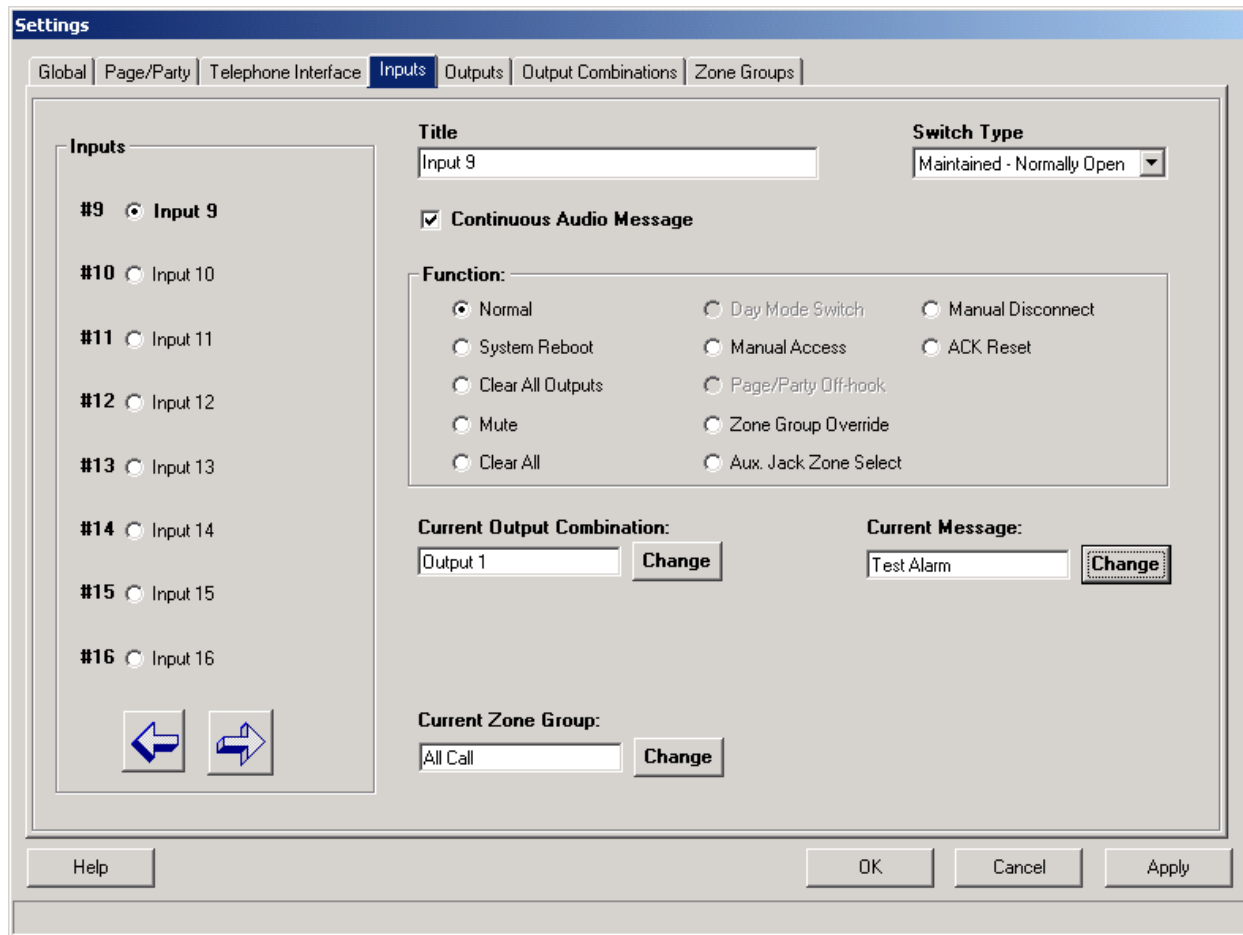 Settings
Global
Page/Party
Telephone Interface
Inputs
Outputs
Output Combinations
Zone Groups
Inputs
#9 Input 9
#10 Input 10
#11 Input 11
#12 Input 12
#13 Input 13
#14 Input 14
#15 Input 15
#16 Input 16
Title
Input 9
Switch Type
Maintained - Normally Open
Continuous Audio Message
Function:
Normal
System Reboot
Clear All Outputs
Mute
Clear All
Day Mode Switch
Manual Access
Page/Party Off-hook
Zone Group Override
Aux. Jack Zone Select
Manual Disconnect
ACK Reset
Current Output Combination:
Output 1
Change
Current Message:
Test Alarm
Change
Current Zone Group:
All Call
Change
Help
OK
Cancel
Apply